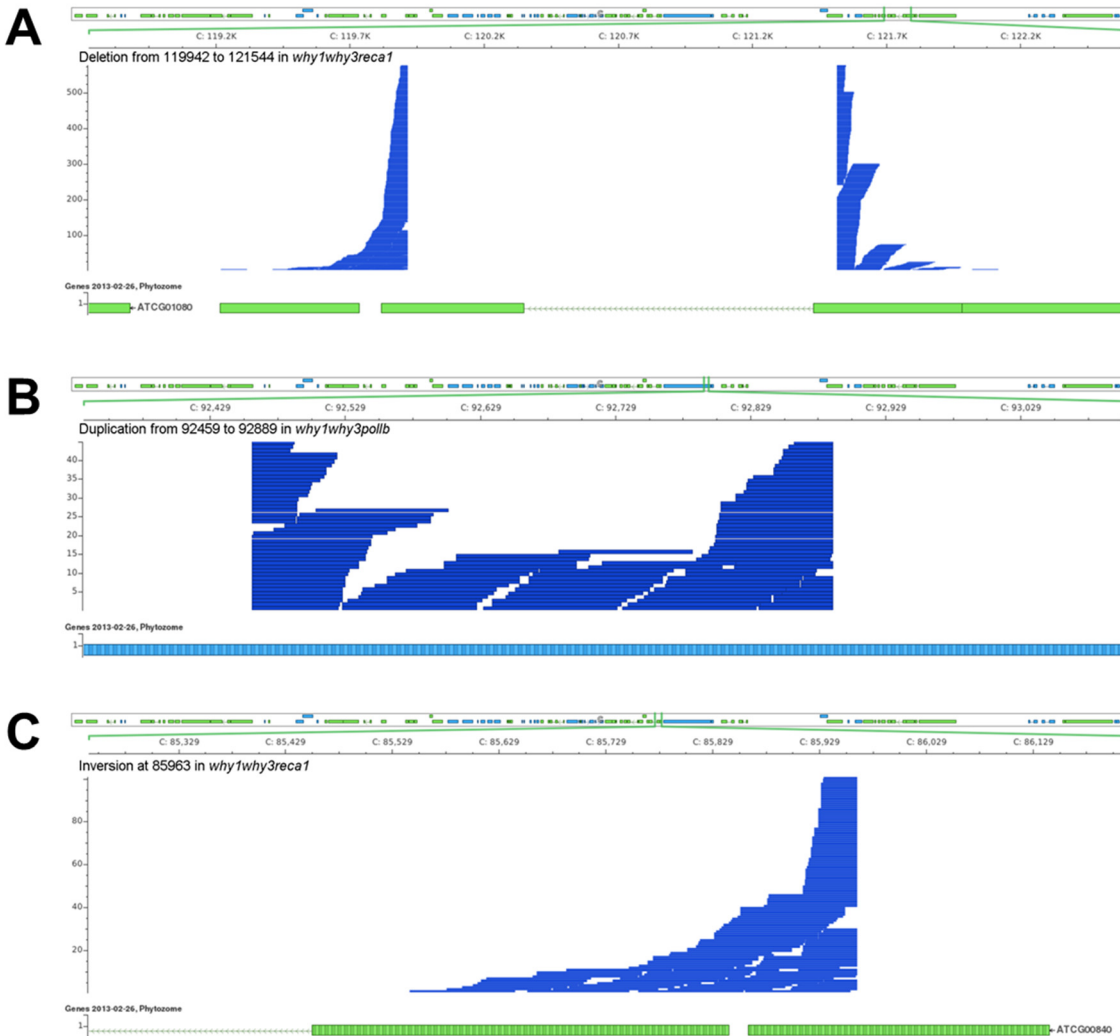 A
C: 119.2K C: 119.7K C: 120.2K C: 120.7K C: 121.2K C: 121.7K C: 122.2K
Deletion from 119942 to 121544 in why1why3reca1
500
400
300
200
100
Genes 2013-02-26, Phytozome
1
ATCG01080
B
C: 92,429 C: 92,529 C: 92,629 C: 92,729 C: 92,829 C: 92,929 C: 93,029
Duplication from 92459 to 92889 in why1why3pollb
40
35
30
25
20
15
10
5
Genes 2013-02-26, Phytozome
1
C
C: 85,329 C: 85,429 C: 85,529 C: 85,629 C: 85,729 C: 85,829 C: 85,929 C: 86,029 C: 86,129
Inversion at 85963 in why1why3reca1
80
60
40
20
Genes 2013-02-26, Phytozome
1
ATCG00840